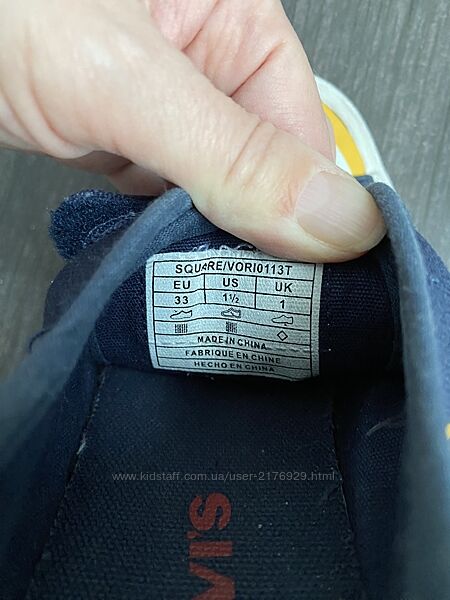 SQUARE/VORI0113T
EU US UK
33 1½ 1
MADE IN CHINA
FABRIQUE EN CHINE
HECHO EN CHINA
www.kidstaff.com.ua/user-2176929.html
vi's